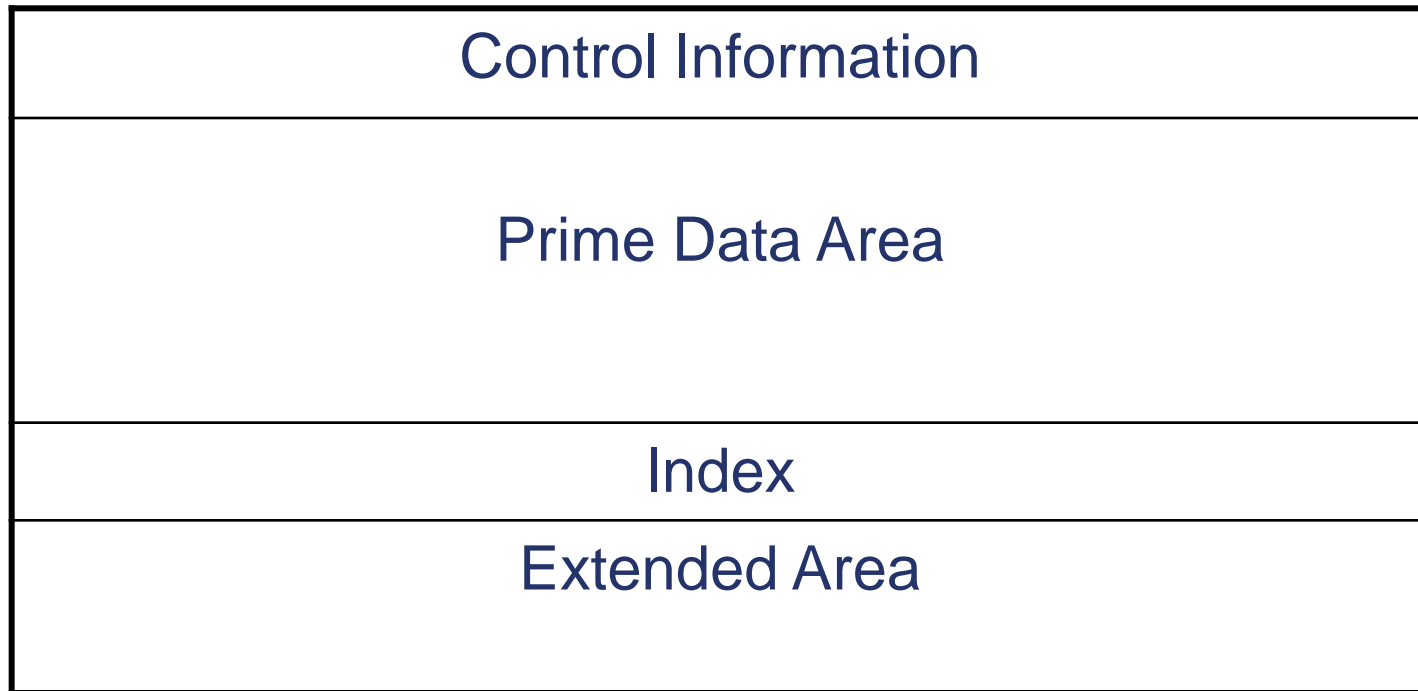 Control Information
Prime Data Area
Index
Extended Area